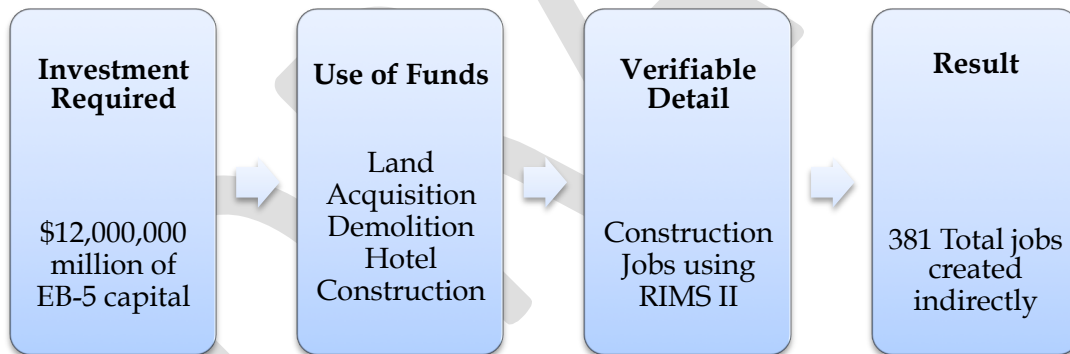 Investment
Required
$12,000,000
million of
EB-5 capital
Use of Funds
Land
Acquisition
Demolition
Hotel
Construction
Verifiable
Detail
Construction
Jobs using
RIMS II
Result
381 Total jobs
created
indirectly